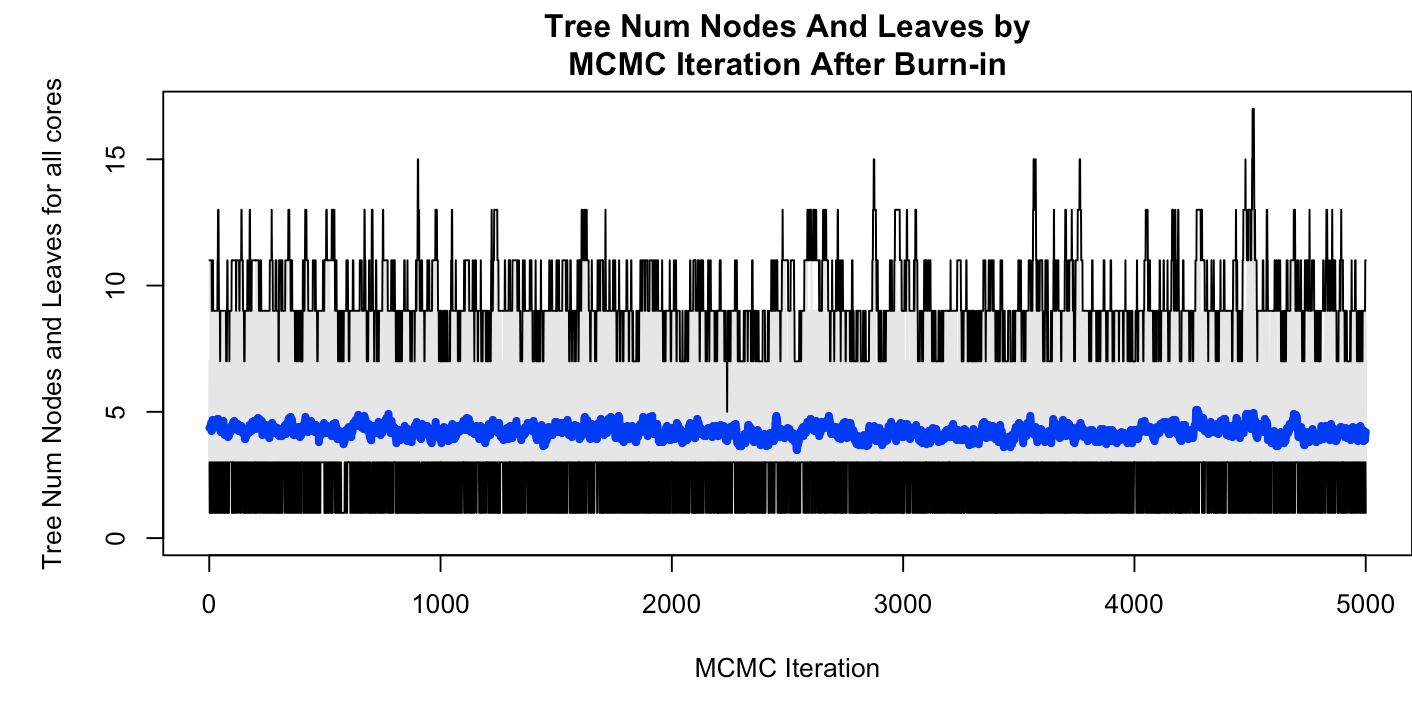 Tree Num Nodes And Leaves by
MCMC Iteration After Burn-in
Tree Num Nodes and Leaves for all cores
15
10
5
0
0 1000 2000 3000 4000 5000
MCMC Iteration